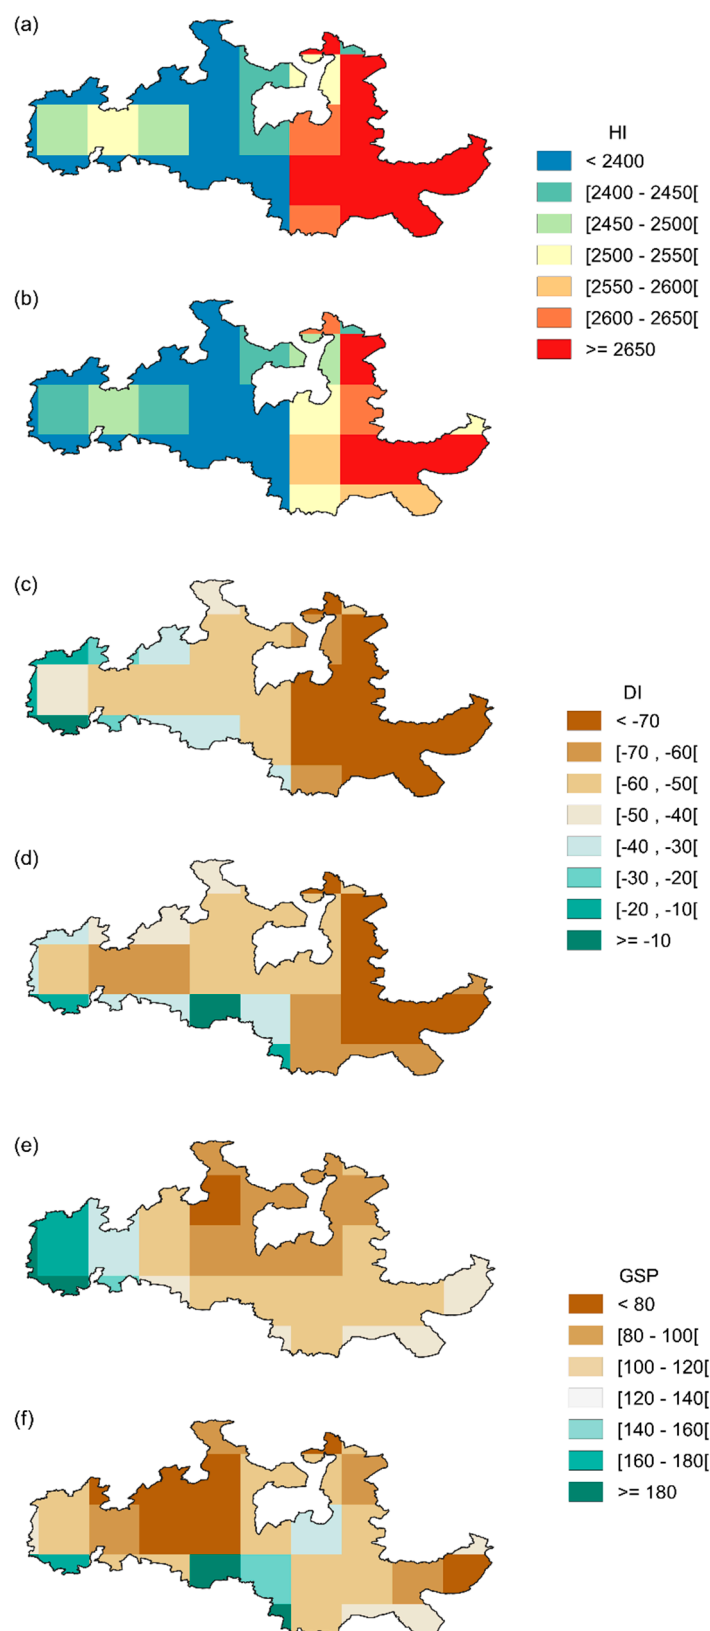 (a)
HI
< 2400
[2400 - 2450[
[2450 - 2500[
[2500 - 2550[
[2550 - 2600[
[2600 - 2650[
>= 2650
(b)
(c)
DI
< -70
[-70 , -60[
[-60 , -50[
[-50 , -40[
[-40 , -30[
[-30 , -20[
[-20 , -10[
>= -10
(d)
(e)
GSP
< 80
[80 - 100[
[100 - 120[
[120 - 140[
[140 - 160[
[160 - 180[
>= 180
(f)